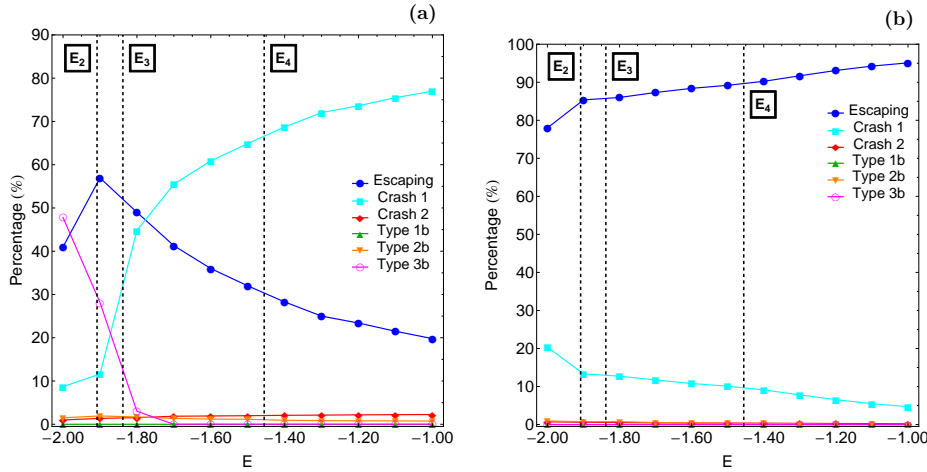 (a)
90
80
70
60
50
40
30
20
10
0
Percentage (%)
E2
E3
E4
Escaping
Crash 1
Crash 2
Type 1b
Type 2b
Type 3b
−2.00 −1.80 −1.60 −1.40 −1.20 −1.00
E
(b)
100
90
80
70
60
50
40
30
20
10
0
Percentage (%)
E2
E3
E4
Escaping
Crash 1
Crash 2
Type 1b
Type 2b
Type 3b
−2.00 −1.80 −1.60 −1.40 −1.20 −1.00
E